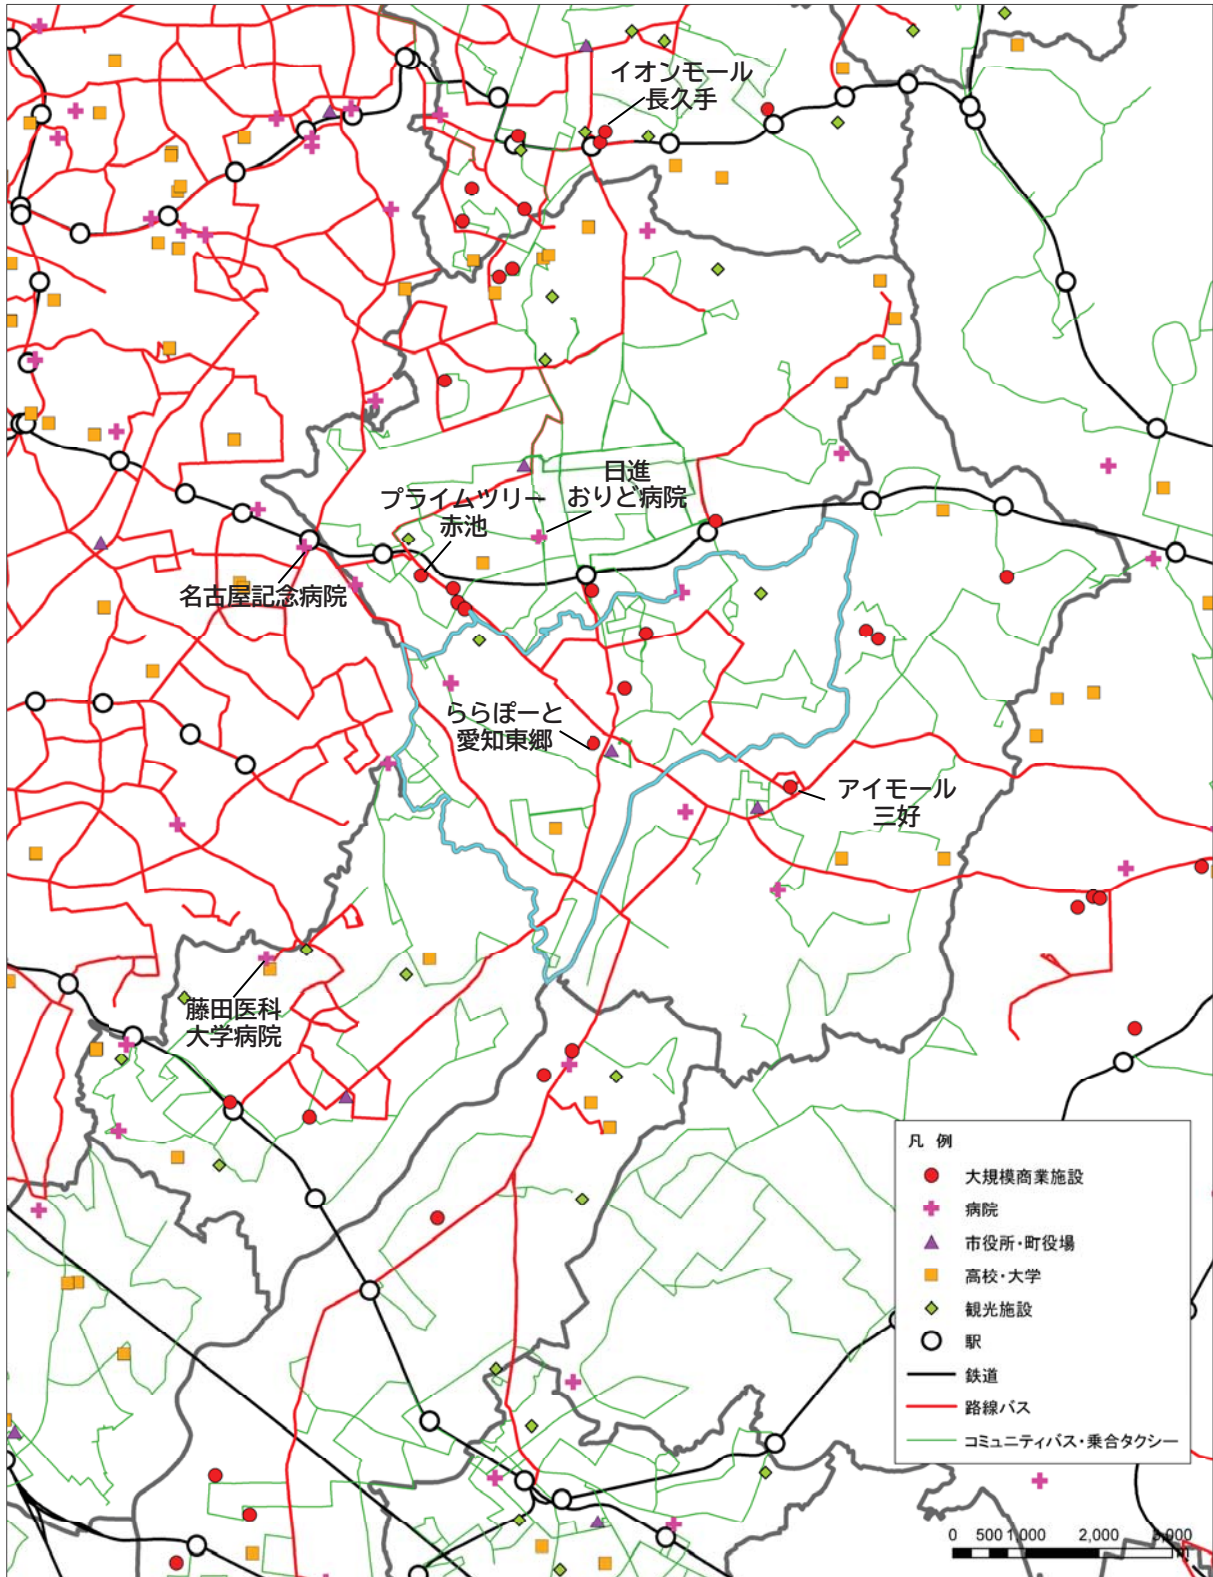 イオンモール
長久手
日進
おりど病院
プライムツリー
赤池
名古屋記念病院
ららぽーと
愛知東郷
アイモール
三好
藤田医科
大学病院
凡 例
大規模商業施設
病院
市役所・町役場
高校・大学
観光施設
駅
鉄道
路線バス
コミュニティバス・乗合タクシー
0 500 1,000 2,000 3,000
m